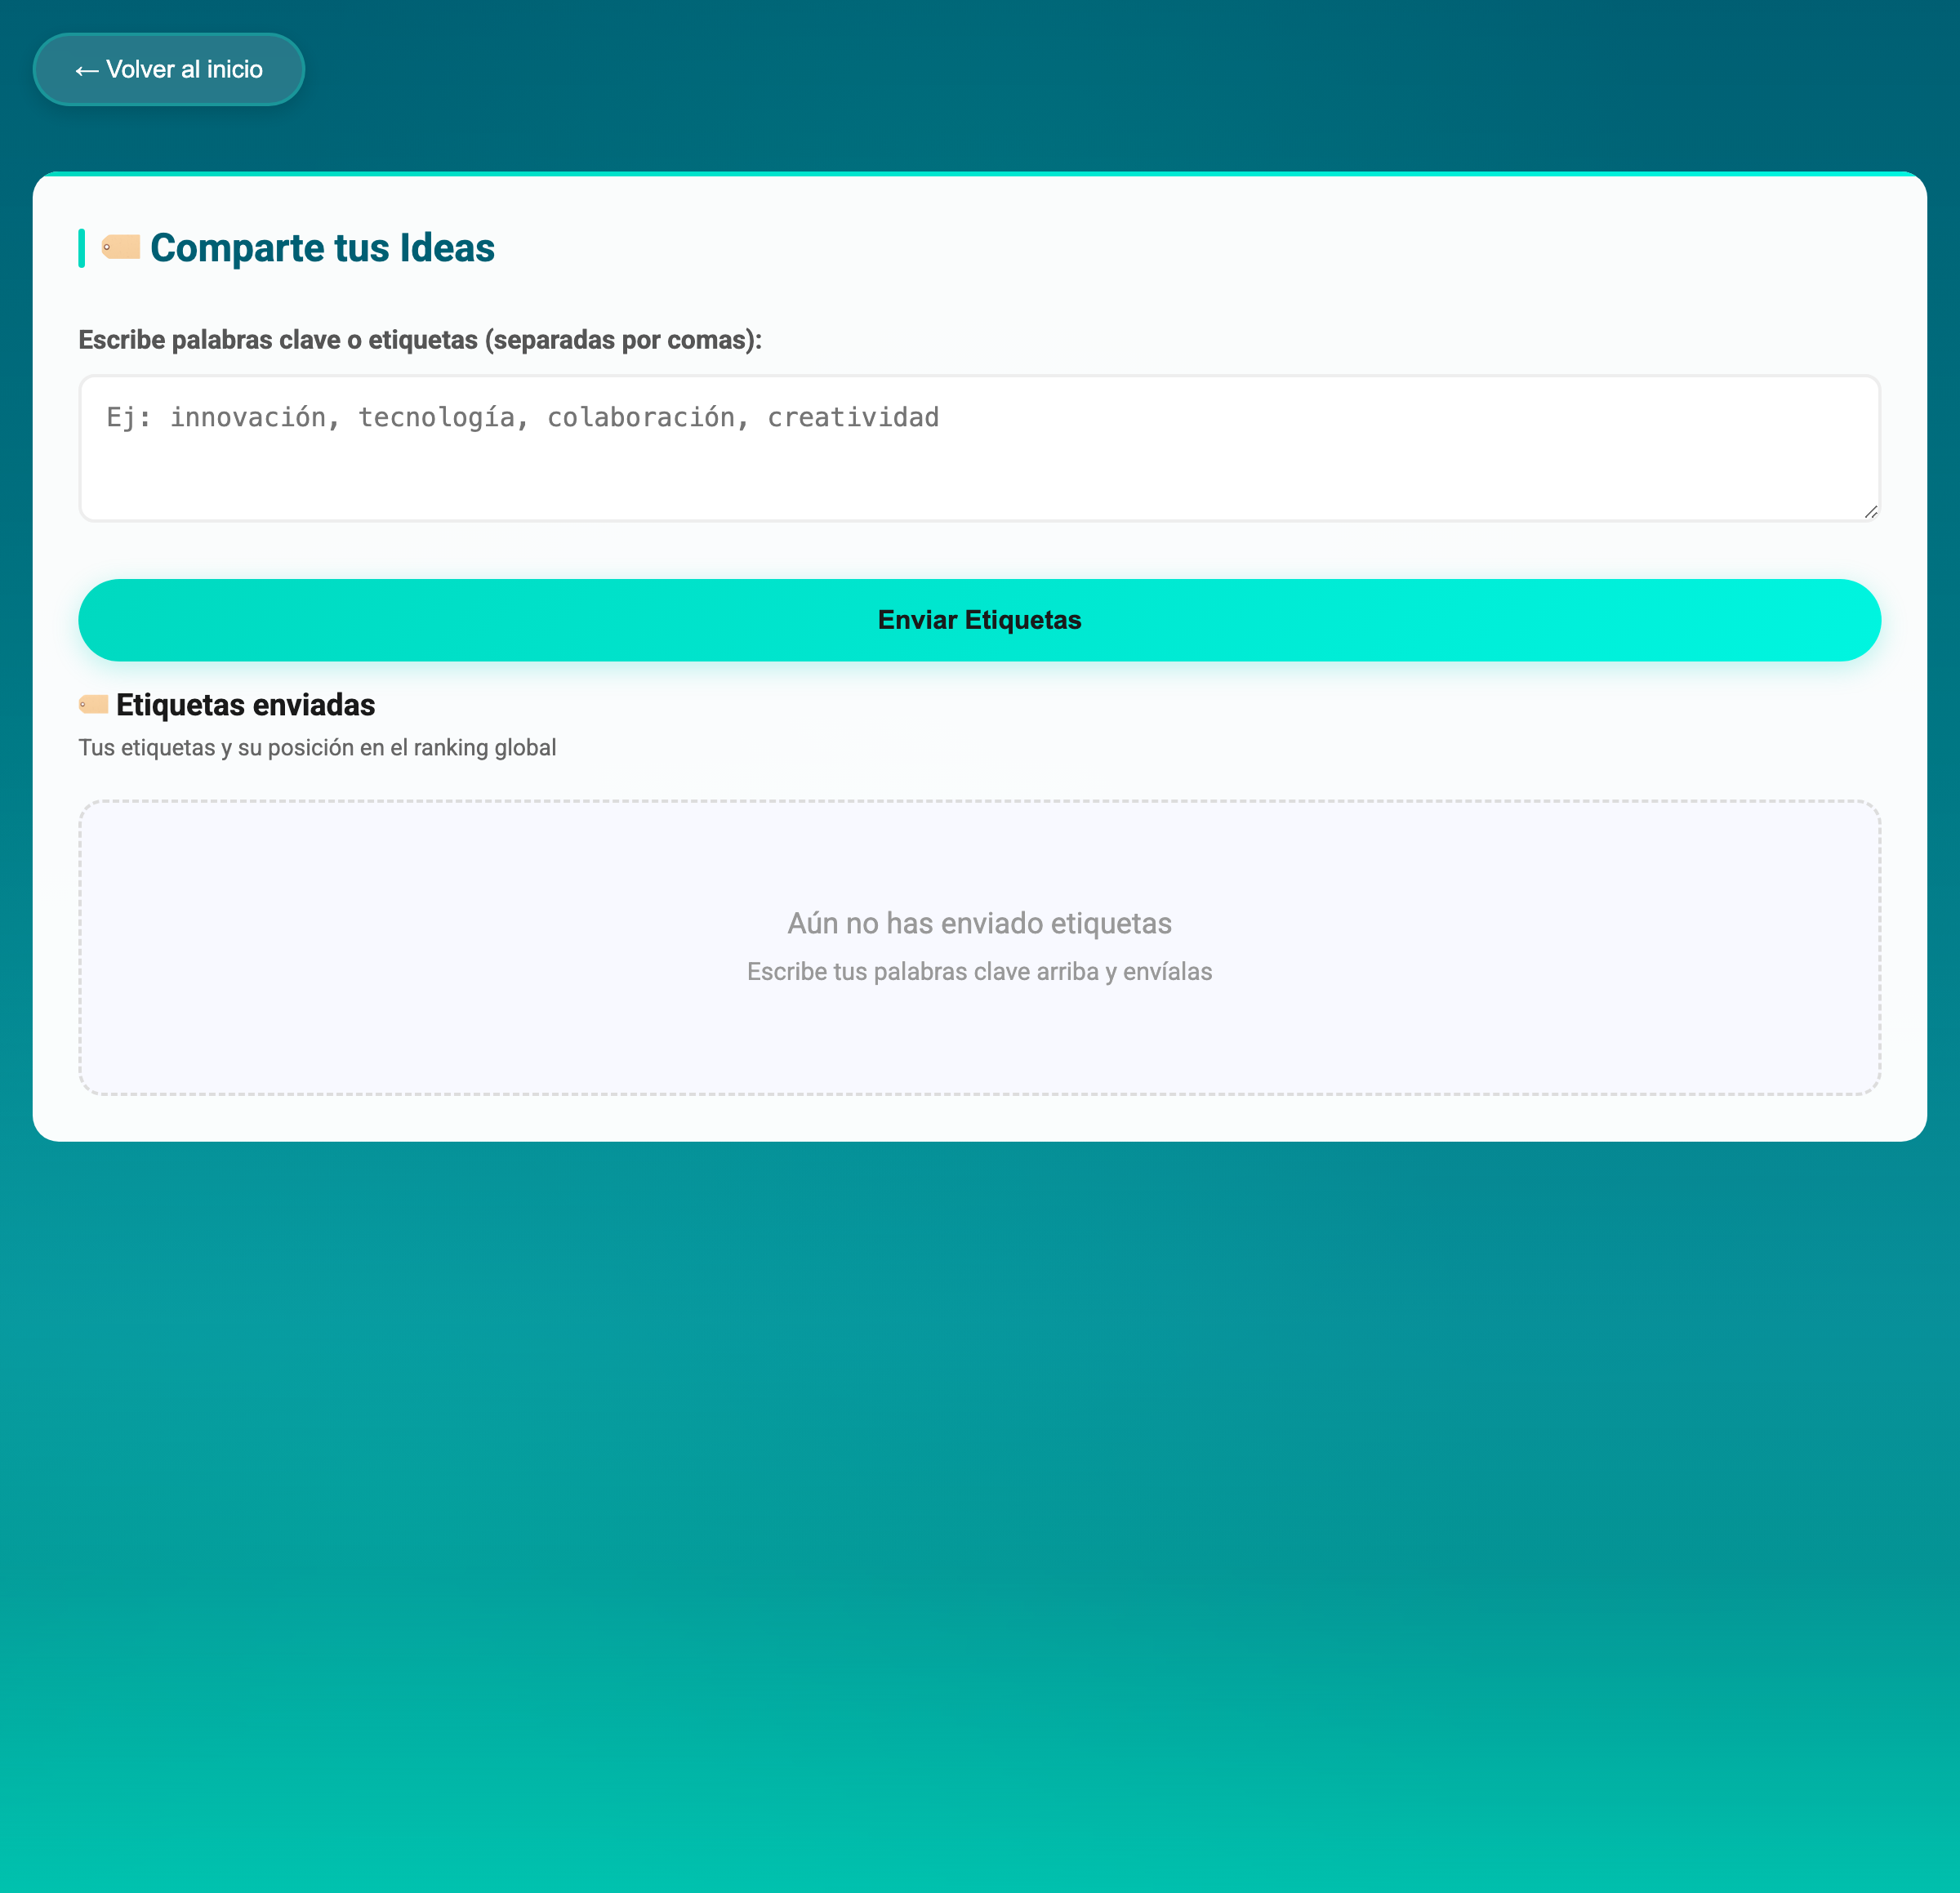 ← Volver al inicio
Comparte tus Ideas
Escribe palabras clave o etiquetas (separadas por comas):
Ej: innovación, tecnología, colaboración, creatividad
Enviar Etiquetas
Etiquetas enviadas
Tus etiquetas y su posición en el ranking global
Aún no has enviado etiquetas
Escribe tus palabras clave arriba y envíalas